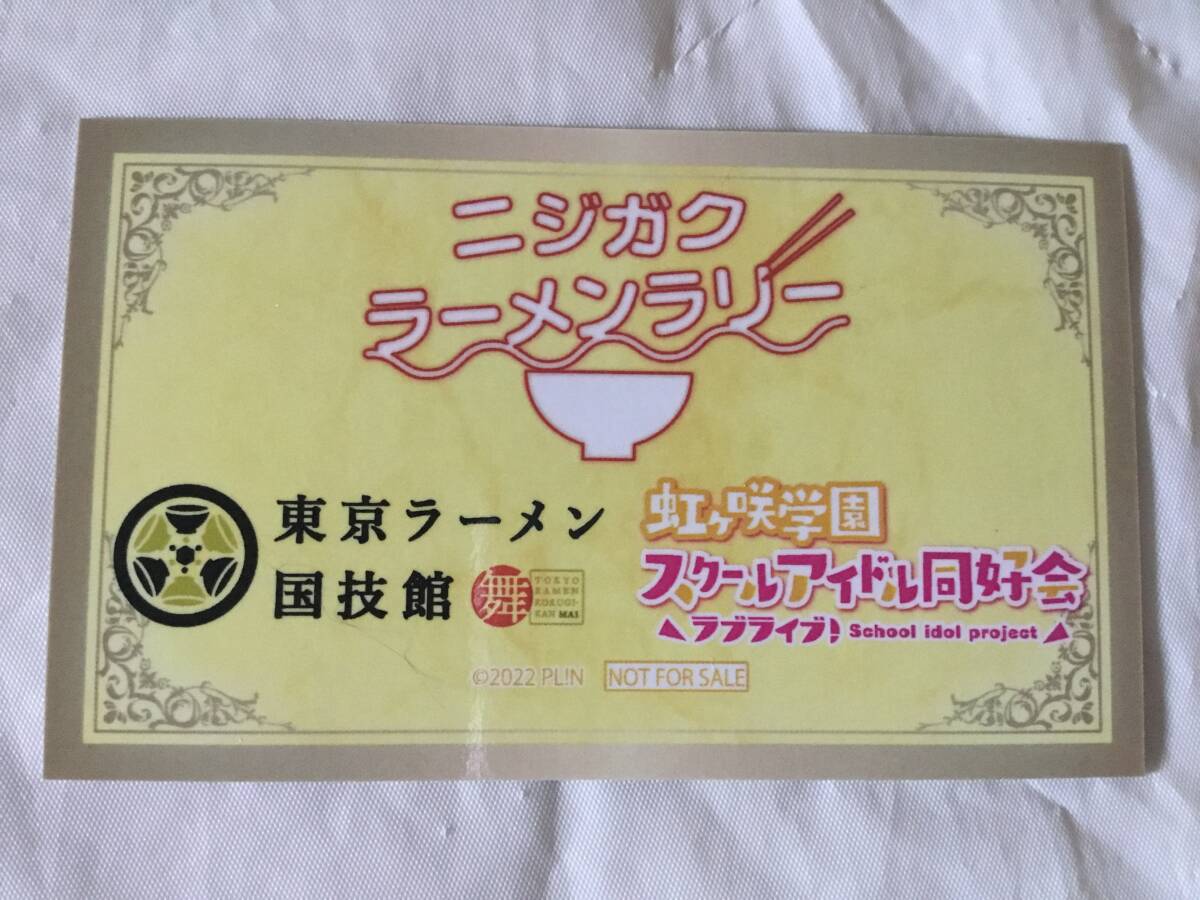 ニジガク
ラーメンラリー
東京ラーメン
国技館
舞
TOKYO
RAMEN
KOKUGI-
KAN MAI
虹ヶ咲学園
スクールアイドル同好会
ラブライブ! School idol project
©2022 PL!N NOT FOR SALE